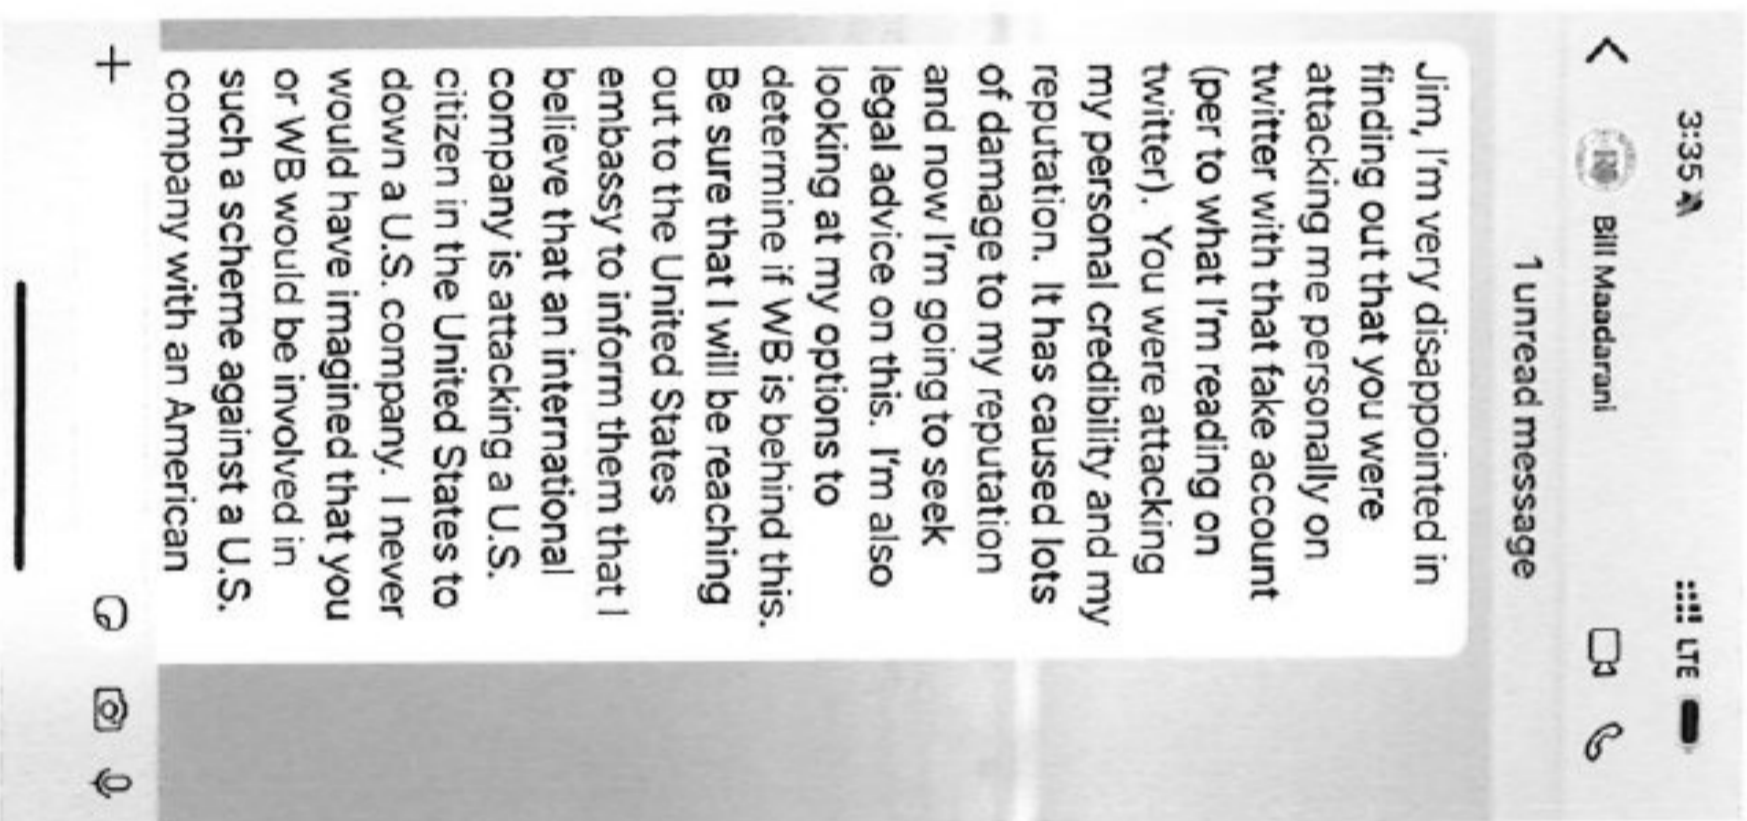 3:35
LTE
Bill Maadarani
1 unread message
Jim, I'm very disappointed in
finding out that you were
attacking me personally on
twitter with that fake account
(per to what I'm reading on
twitter).  You were attacking
my personal credibility and my
reputation.  It has caused lots
of damage to my reputation
and now I'm going to seek
legal advice on this.  I'm also
looking at my options to
determine if WB is behind this.
Be sure that I will be reaching
out to the United States
embassy to inform them that I
believe that an international
company is attacking a U.S.
citizen in the United States to
down a U.S. company.  I never
would have imagined that you
or WB would be involved in
such a scheme against a U.S.
company with an American